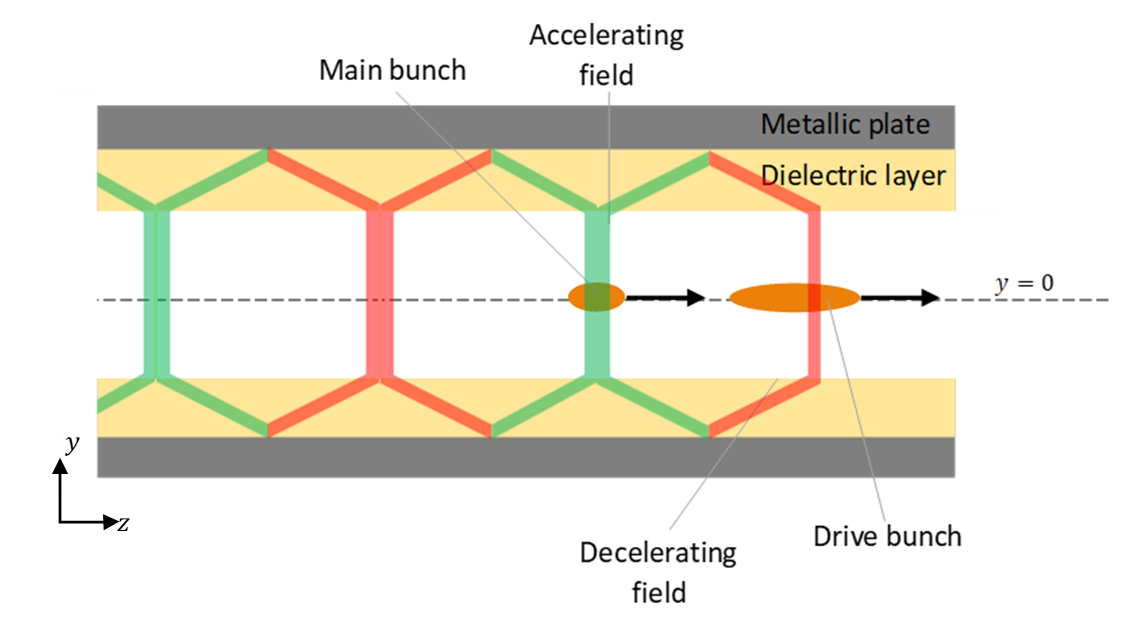 Accelerating
field
Main bunch
Metallic plate
Dielectric layer
y = 0
y
z
Drive bunch
Decelerating
field